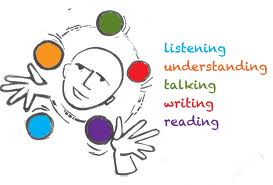 listening
understanding
talking
writing
reading